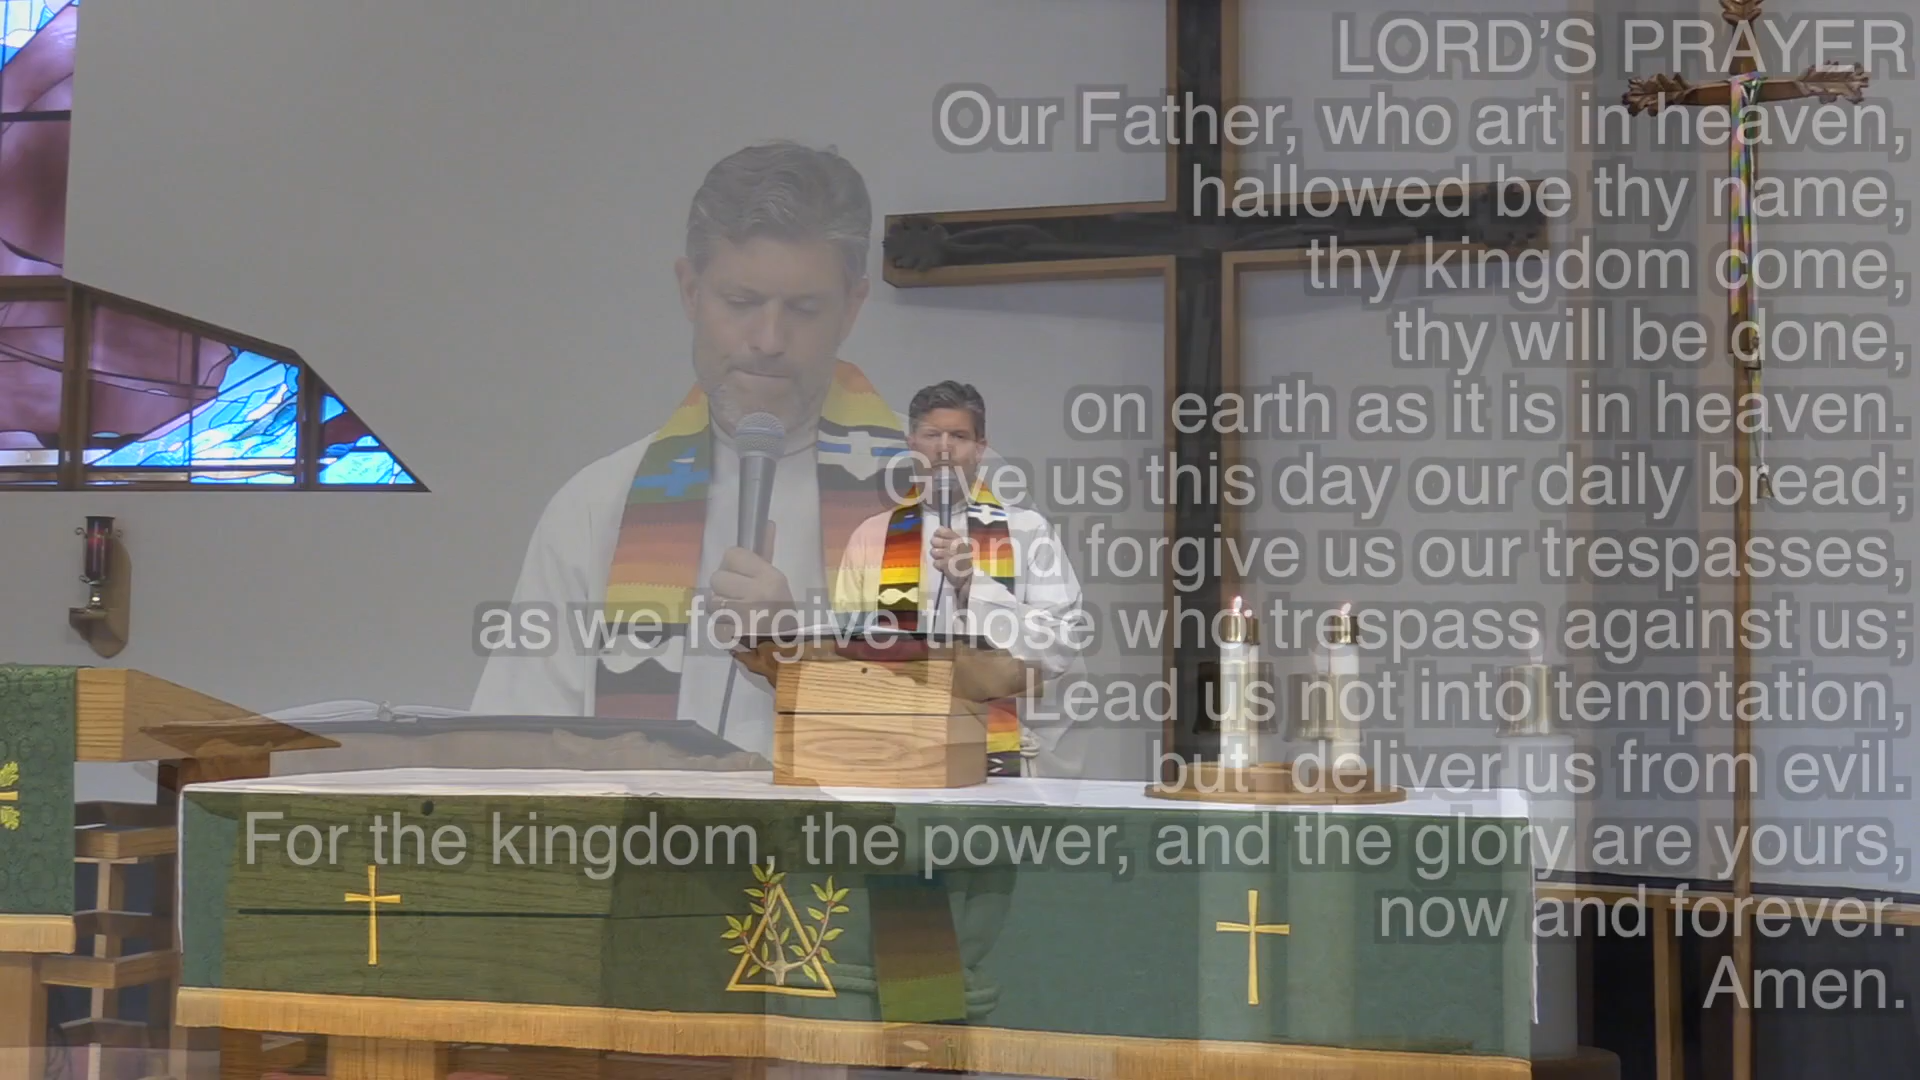 LORD’S PRAYER
Our Father, who art in heaven,
hallowed be thy name,
thy kingdom come,
thy will be done,
on earth as it is in heaven.
Give us this day our daily bread;
and forgive us our trespasses,
as we forgive those who trespass against us;
Lead us not into temptation,
but deliver us from evil.
For the kingdom, the power, and the glory are yours,
now and forever.
Amen.